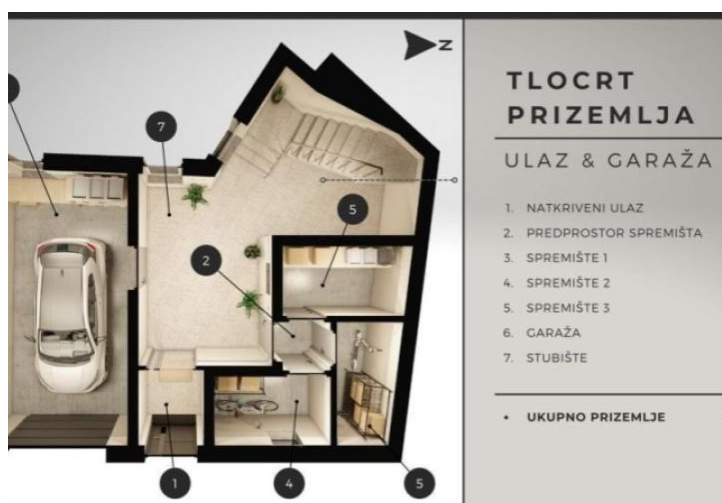 N
7
5
2
1
4
5
TLOCRT
PRIZEMLJA
ULAZ & GARAŽA
1. NATKRIVENI ULAZ
2. PREDPROSTOR SPREMIŠTA
3. SPREMIŠTE 1
4. SPREMIŠTE 2
5. SPREMIŠTE 3
6. GARAŽA
7. STUBIŠTE
• UKUPNO PRIZEMLJE